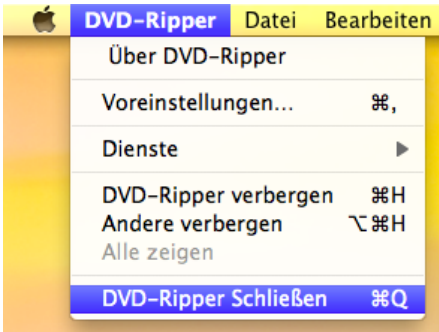 DVD-Ripper Datei Bearbeiten
Über DVD-Ripper
Voreinstellungen... ⌘,
Dienste
DVD-Ripper verbergen ⌘H
Andere verbergen ⌥⌘H
Alle zeigen
DVD-Ripper Schließen ⌘Q